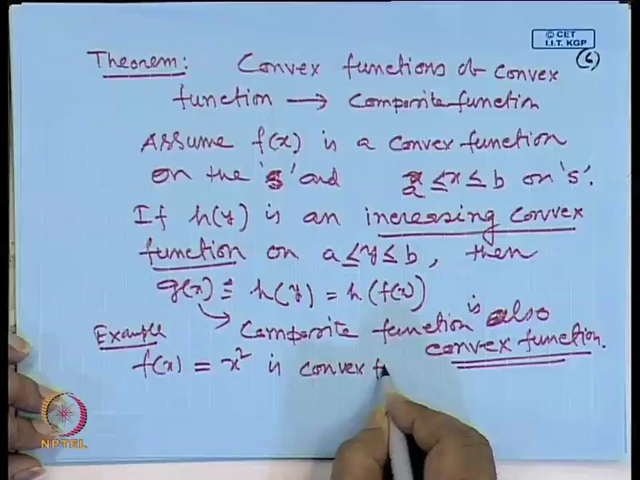 © CET
I.I.T. KGP
6
Theorem: Convex functions of convex
function → Composite function
Assume f(x) is a convex function
on the 's' and a ≤ x ≤ b on 's'.
If h(y) is an increasing convex
function on a ≤ y ≤ b, then
g(x) ≜ h(y) = h(f(x))
Composite function is also
convex function.
Example
f(x) = x² is convex f
NPTEL